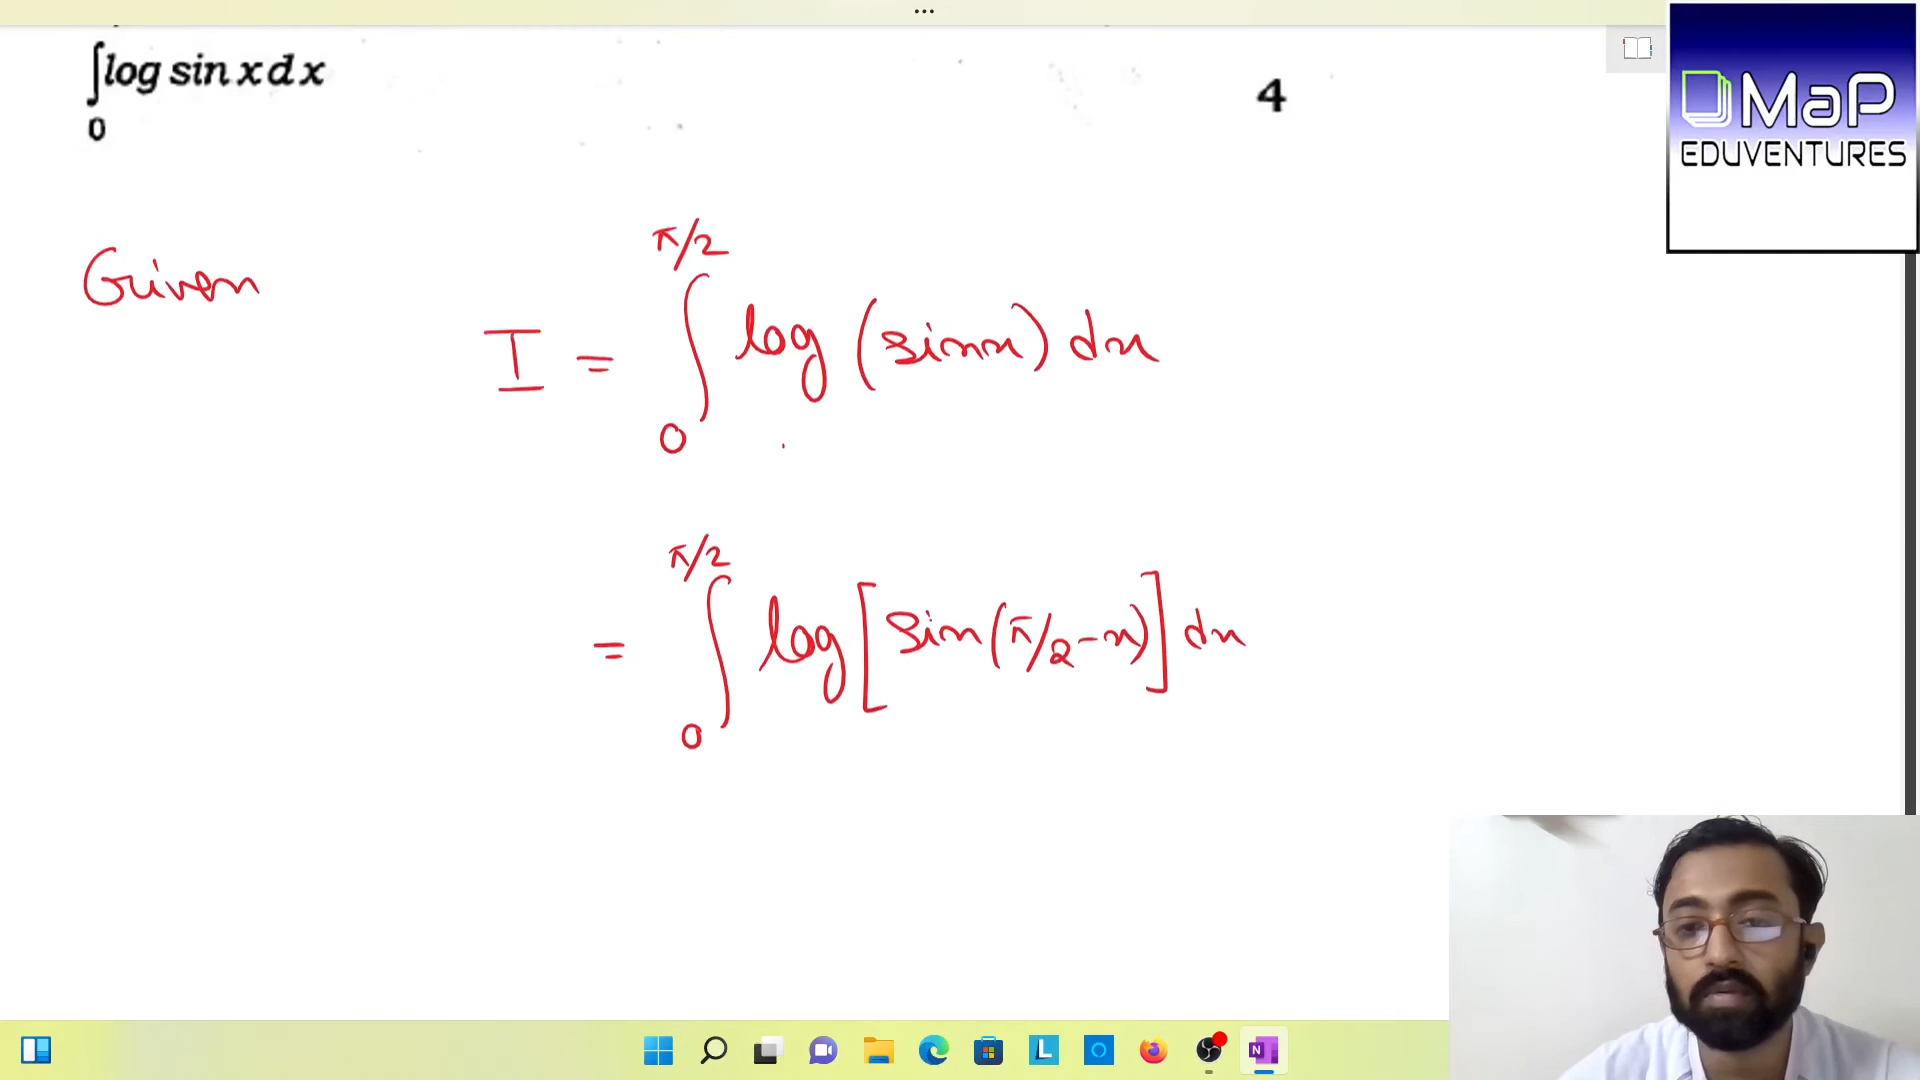 ∫ log sin x d x
0
4
MaP
EDUVENTURES
Given
π/2
I = ∫ log (sinx) dx
0
π/2
= ∫ log [sin(π/2-x)] dx
0